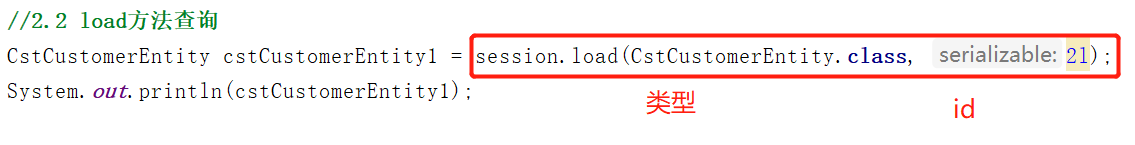 //2.2 load方法查询
CstCustomerEntity cstCustomerEntity1 = session.load(CstCustomerEntity.class, serializable: 21);
System.out.println(cstCustomerEntity1);
类型
id